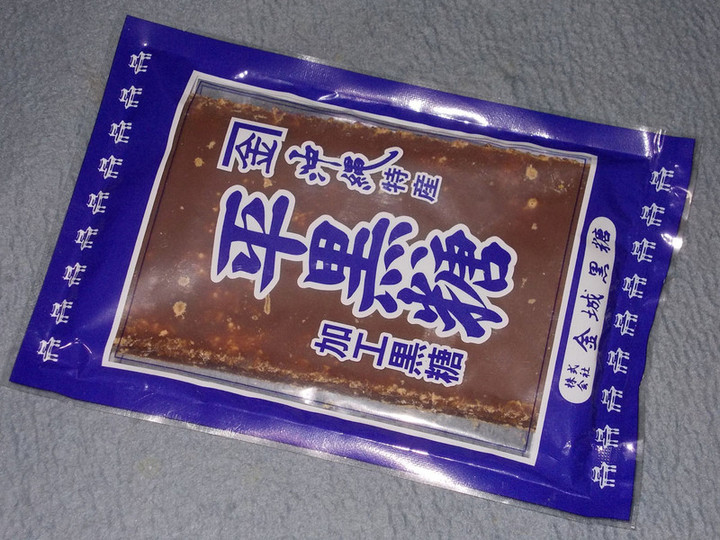 金 沖縄特産
平黒糖
加工黒糖
株式会社 金城黒糖